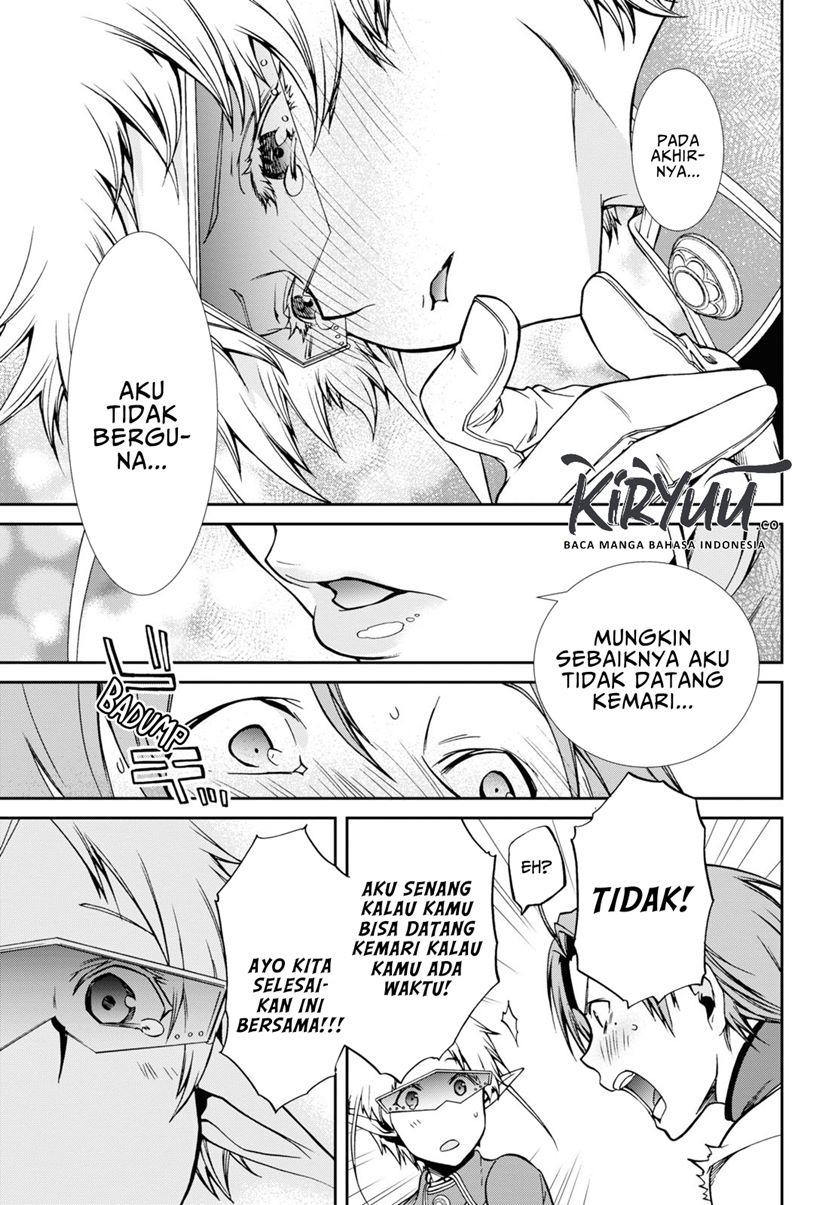 PADA
AKHIR-
NYA...
AKU
TIDAK
BERGU-
NA...
KIRYUU.CO
BACA MANGA BAHASA INDONESIA
MUNGKIN
SEBAIKNYA AKU
TIDAK DATANG
KEMARI...
BADUMP
TIDAK!
EH?
AKU SENANG
KALAU KAMU
BISA DATANG
KEMARI KALAU
KAMU ADA
WAKTU!
AYO KITA
SELESAI-
KAN INI
BERSAMA!!!